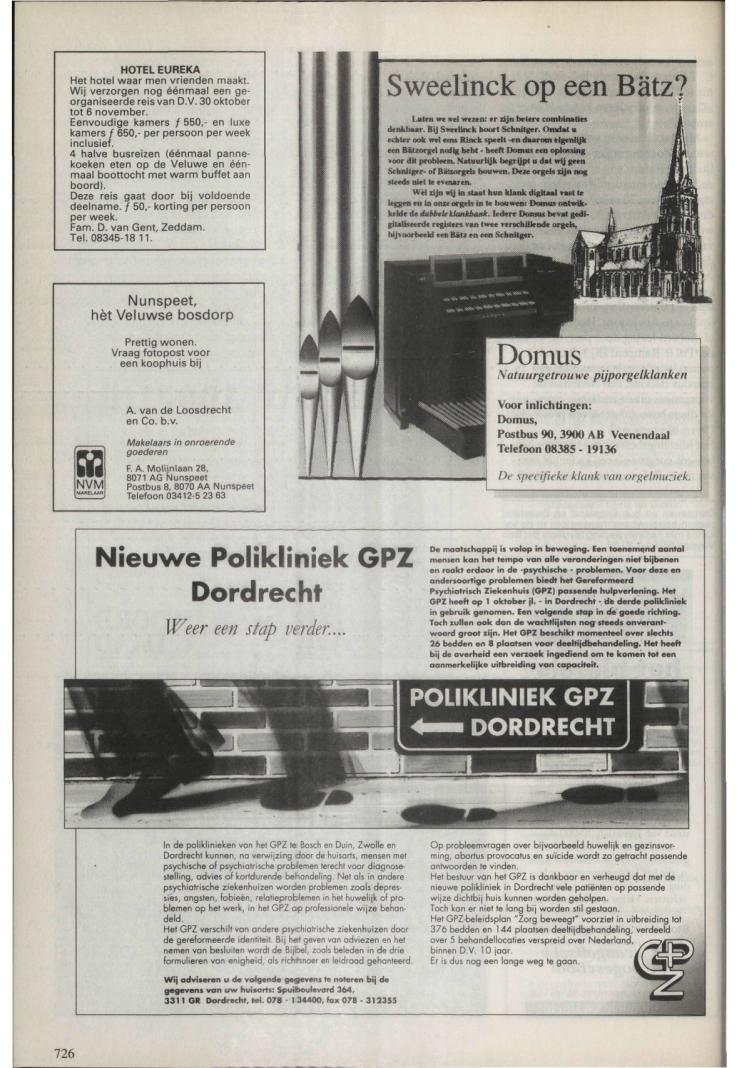 HOTEL EUREKA
Het hotel waar men vrienden maakt.
Wij verzorgen nog éénmaal een ge-
organiseerde reis van D.V. 30 oktober
tot 6 november.
Eenvoudige kamers f 550,- en luxe
kamers f 650,- per persoon per week
inclusief.
4 halve busreizen (éénmaal panne-
koeken eten op de Veluwe en één-
maal boottocht met warm buffet aan
boord).
Deze reis gaat door bij voldoende
deelname. f 50,- korting per persoon
per week.
Fam. D. van Gent, Zeddam.
Tel. 08345-18 11.
Nunspeet,
hèt Veluwse bosdorp
Prettig wonen.
Vraag fotopost voor
een koophuis bij
A. van de Loosdrecht
en Co. b.v.
Makelaars in onroerende
goederen
F. A. Molijnlaan 28,
8071 AG Nunspeet
Postbus 8, 8070 AA Nunspeet
Telefoon 03412-5 23 63
NVM
MAKELAAR
Sweelinck op een Bätz?
Laten we wel wezen: er zijn betere combinaties
denkbaar. Bij Sweelinck hoort Schnitger. Omdat u
echter ook wel eens Rinck speelt -en daarom eigenlijk
een Bätzorgel nodig hebt - heeft Domus een oplossing
voor dit probleem. Natuurlijk begrijpt u dat wij geen
Schnitger- of Bätzorgels bouwen. Deze orgels zijn nog
steeds niet te evenaren.
Wèl zijn wij in staat hun klank digitaal vast te
leggen en in onze orgels in te bouwen: Domus ontwik-
kelde de dubbele klankbank. Iedere Domus bevat gedi-
gitaliseerde registers van twee verschillende orgels,
bijvoorbeeld een Bätz en een Schnitger.
Domus
Natuurgetrouwe pijporgelklanken
Voor inlichtingen:
Domus,
Postbus 90, 3900 AB Veenendaal
Telefoon 08385 - 19136
De specifieke klank van orgelmuziek.
Nieuwe Polikliniek GPZ
Dordrecht
Weer een stap verder....
De maatschappij is volop in beweging. Een toenemend aantal
mensen kan het tempo van alle veranderingen niet bijbenen
en raakt erdoor in de -psychische - problemen. Voor deze en
andersoortige problemen biedt het Gereformeerd
Psychiatrisch Ziekenhuis (GPZ) passende hulpverlening. Het
GPZ heeft op 1 oktober jl. - in Dordrecht - de derde polikliniek
in gebruik genomen. Een volgende stap in de goede richting.
Toch zullen ook dan de wachtlijsten nog steeds onverant-
woord groot zijn. Het GPZ beschikt momenteel over slechts
26 bedden en 8 plaatsen voor deeltijdbehandeling. Het heeft
bij de overheid een verzoek ingediend om te komen tot een
aanmerkelijke uitbreiding van capaciteit.
POLIKLINIEK GPZ
DORDRECHT
In de poliklinieken van het GPZ te Bosch en Duin, Zwolle en
Dordrecht kunnen, na verwijzing door de huisarts, mensen met
psychische of psychiatrische problemen terecht voor diagnose-
stelling, advies of kortdurende behandeling. Net als in andere
psychiatrische ziekenhuizen worden problemen zoals depres-
sies, angsten, fobieën, relatieproblemen in het huwelijk of pro-
blemen op het werk, in het GPZ op professionele wijze behan-
deld.
Het GPZ verschilt van andere psychiatrische ziekenhuizen door
de gereformeerde identiteit. Bij het geven van adviezen en het
nemen van besluiten wordt de Bijbel, zoals beleden in de drie
formulieren van enigheid, als richtsnoer en leidraad gehanteerd.
Wij adviseren u de volgende gegevens te noteren bij de
gegevens van uw huisarts: Spuiboulevard 364,
3311 GR Dordrecht, tel. 078 - 134400, fax 078 - 312355
Op probleemvragen over bijvoorbeeld huwelijk en gezinsvor-
ming, abortus provocatus en suïcide wordt zo getracht passende
antwoorden te vinden.
Het bestuur van het GPZ is dankbaar en verheugd dat met de
nieuwe polikliniek in Dordrecht vele patiënten op passende
wijze dichtbij huis kunnen worden geholpen.
Toch kan er niet te lang bij worden stil gestaan.
Het GPZ-beleidsplan "Zorg beweegt" voorziet in uitbreiding tot
376 bedden en 144 plaatsen deeltijdbehandeling, verdeeld
over 5 behandellocaties verspreid over Nederland,
binnen D.V. 10 jaar.
Er is dus nog een lange weg te gaan.
GPZ
726